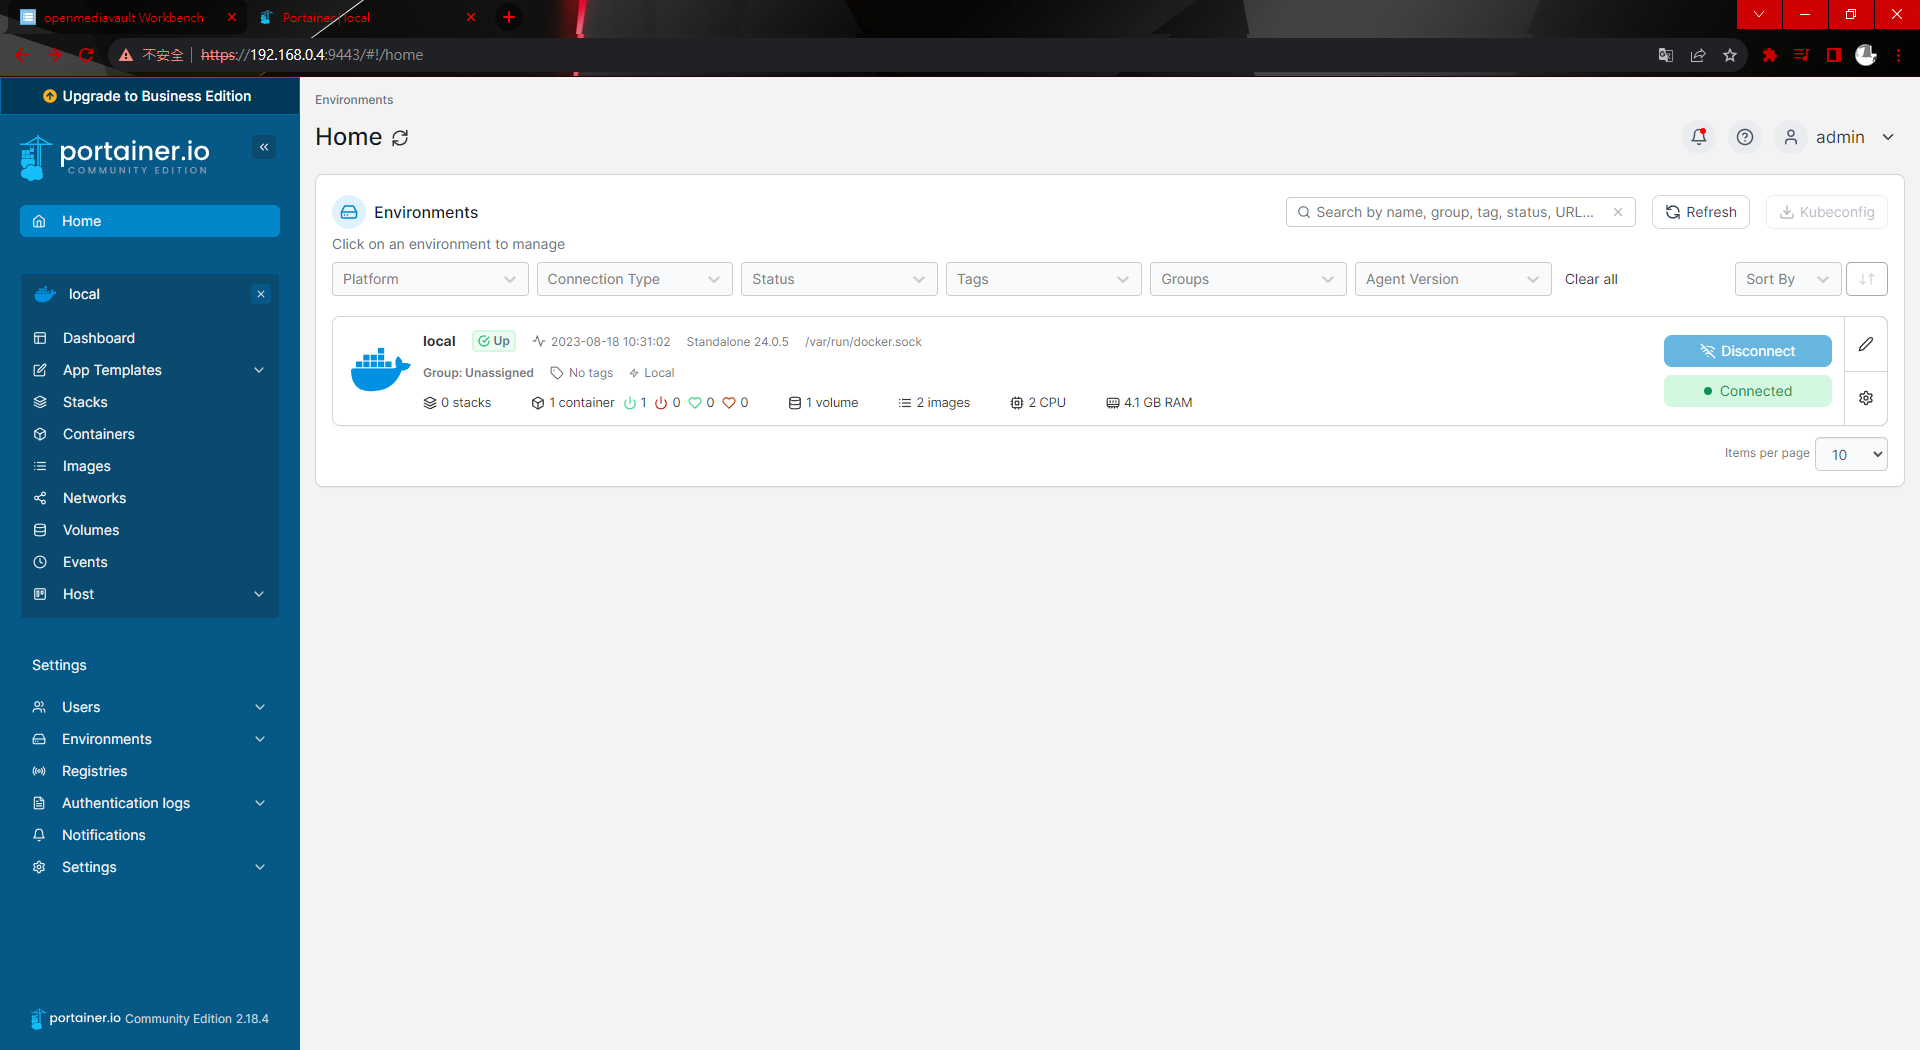 openmediavault Workbench
Portainer | local
不安全 https://192.168.0.4:9443/#!/home
Upgrade to Business Edition
portainer.io
COMMUNITY EDITION
Home
local
Dashboard
App Templates
Stacks
Containers
Images
Networks
Volumes
Events
Host
Settings
Users
Environments
Registries
Authentication logs
Notifications
Settings
portainer.io Community Edition 2.18.4
Environments
Home
admin
Environments
Search by name, group, tag, status, URL...
Refresh
Kubeconfig
Click on an environment to manage
Platform
Connection Type
Status
Tags
Groups
Agent Version
Clear all
Sort By
local Up 2023-08-18 10:31:02 Standalone 24.0.5 /var/run/docker.sock
Group: Unassigned No tags Local
0 stacks 1 container 1 0 0 0 1 volume 2 images 2 CPU 4.1 GB RAM
Disconnect
Connected
Items per page 10